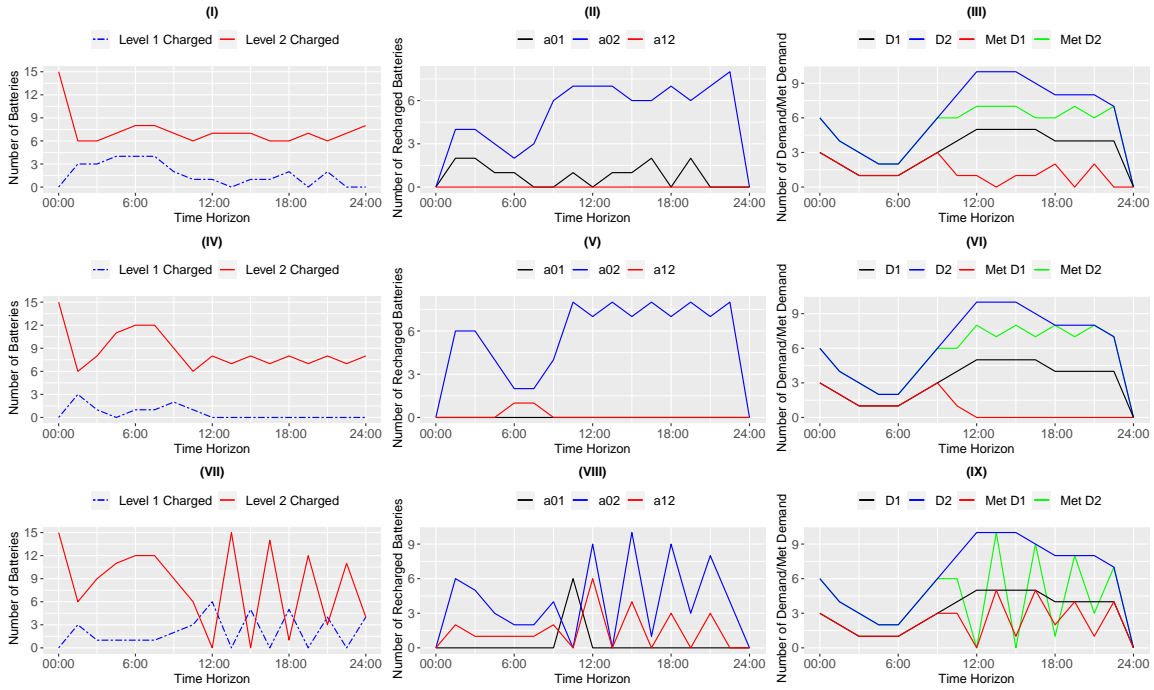 (I)
Level 1 Charged Level 2 Charged
Number of Batteries
15
12
9
6
3
0
00:00 6:00 12:00 18:00 24:00
Time Horizon
(II)
a01 a02 a12
Number of Recharged Batteries
6
3
0
00:00 6:00 12:00 18:00 24:00
Time Horizon
(III)
D1 D2 Met D1 Met D2
Number of Demand/Met Demand
9
6
3
0
00:00 6:00 12:00 18:00 24:00
Time Horizon
(IV)
Level 1 Charged Level 2 Charged
Number of Batteries
15
12
9
6
3
0
00:00 6:00 12:00 18:00 24:00
Time Horizon
(V)
a01 a02 a12
Number of Recharged Batteries
6
3
0
00:00 6:00 12:00 18:00 24:00
Time Horizon
(VI)
D1 D2 Met D1 Met D2
Number of Demand/Met Demand
9
6
3
0
00:00 6:00 12:00 18:00 24:00
Time Horizon
(VII)
Level 1 Charged Level 2 Charged
Number of Batteries
15
12
9
6
3
0
00:00 6:00 12:00 18:00 24:00
Time Horizon
(VIII)
a01 a02 a12
Number of Recharged Batteries
9
6
3
0
00:00 6:00 12:00 18:00 24:00
Time Horizon
(IX)
D1 D2 Met D1 Met D2
Number of Demand/Met Demand
9
6
3
0
00:00 6:00 12:00 18:00 24:00
Time Horizon